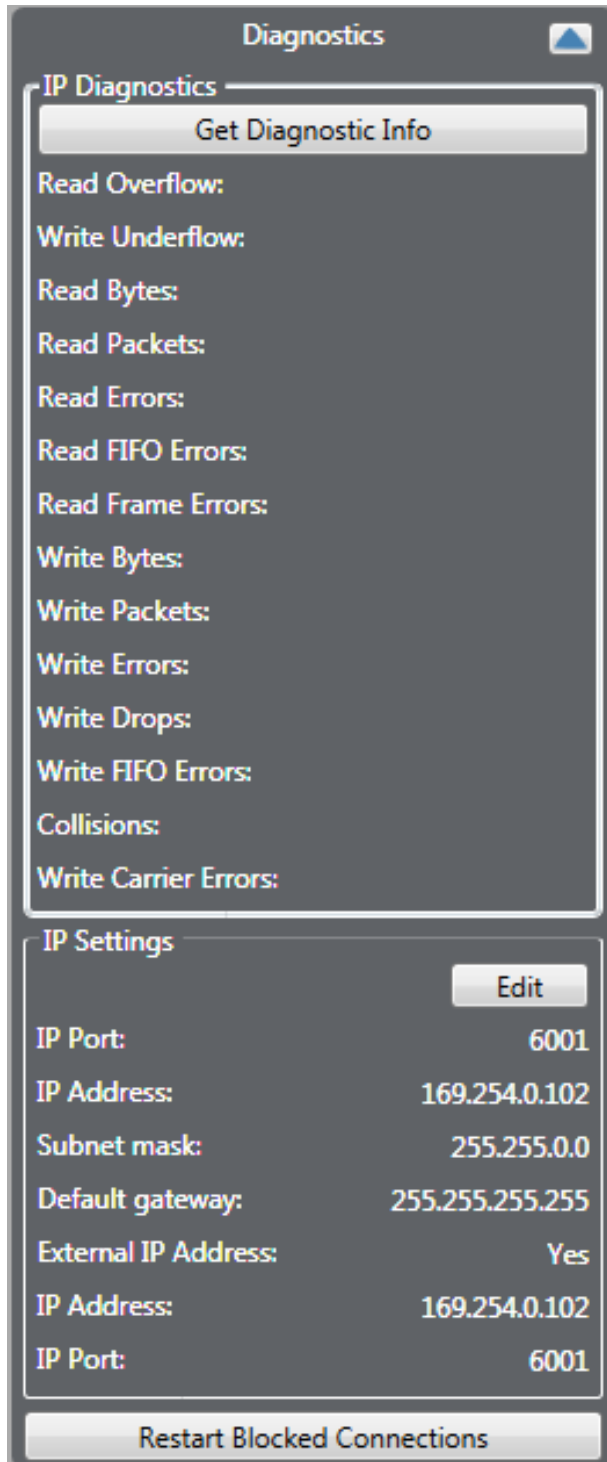 Diagnostics
IP Diagnostics
Get Diagnostic Info
Read Overflow:
Write Underflow:
Read Bytes:
Read Packets:
Read Errors:
Read FIFO Errors:
Read Frame Errors:
Write Bytes:
Write Packets:
Write Errors:
Write Drops:
Write FIFO Errors:
Collisions:
Write Carrier Errors:
IP Settings
Edit
IP Port: 6001
IP Address: 169.254.0.102
Subnet mask: 255.255.0.0
Default gateway: 255.255.255.255
External IP Address: Yes
IP Address: 169.254.0.102
IP Port: 6001
Restart Blocked Connections